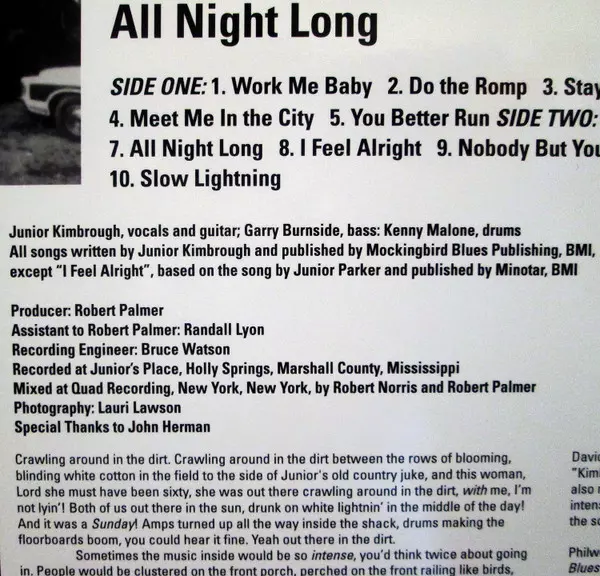 All Night Long
SIDE ONE: 1. Work Me Baby 2. Do the Romp 3. Stay
4. Meet Me In the City 5. You Better Run SIDE TWO:
7. All Night Long 8. I Feel Alright 9. Nobody But You
10. Slow Lightning
Junior Kimbrough, vocals and guitar; Garry Burnside, bass: Kenny Malone, drums
All songs written by Junior Kimbrough and published by Mockingbird Blues Publishing, BMI,
except "I Feel Alright", based on the song by Junior Parker and published by Minotar, BMI
Producer: Robert Palmer
Assistant to Robert Palmer: Randall Lyon
Recording Engineer: Bruce Watson
Recorded at Junior's Place, Holly Springs, Marshall County, Mississippi
Mixed at Quad Recording, New York, New York, by Robert Norris and Robert Palmer
Photography: Lauri Lawson
Special Thanks to John Herman
Crawling around in the dirt. Crawling around in the dirt between the rows of blooming,
blinding white cotton in the field to the side of Junior's old country juke, and this woman,
Lord she must have been sixty, she was out there crawling around in the dirt, with me, I'm
not lyin'! Both of us out there in the sun, drunk on white lightnin' in the middle of the day!
And it was a Sunday! Amps turned up all the way inside the shack, drums making the
floorboards boom, you could hear it fine. Yeah out there in the dirt.
Sometimes the music inside would be so intense, you'd think twice about going
in. People would be clustered on the front porch, perched on the front railing like birds,
David
"Kim
also
inten
the
Philw
Blues